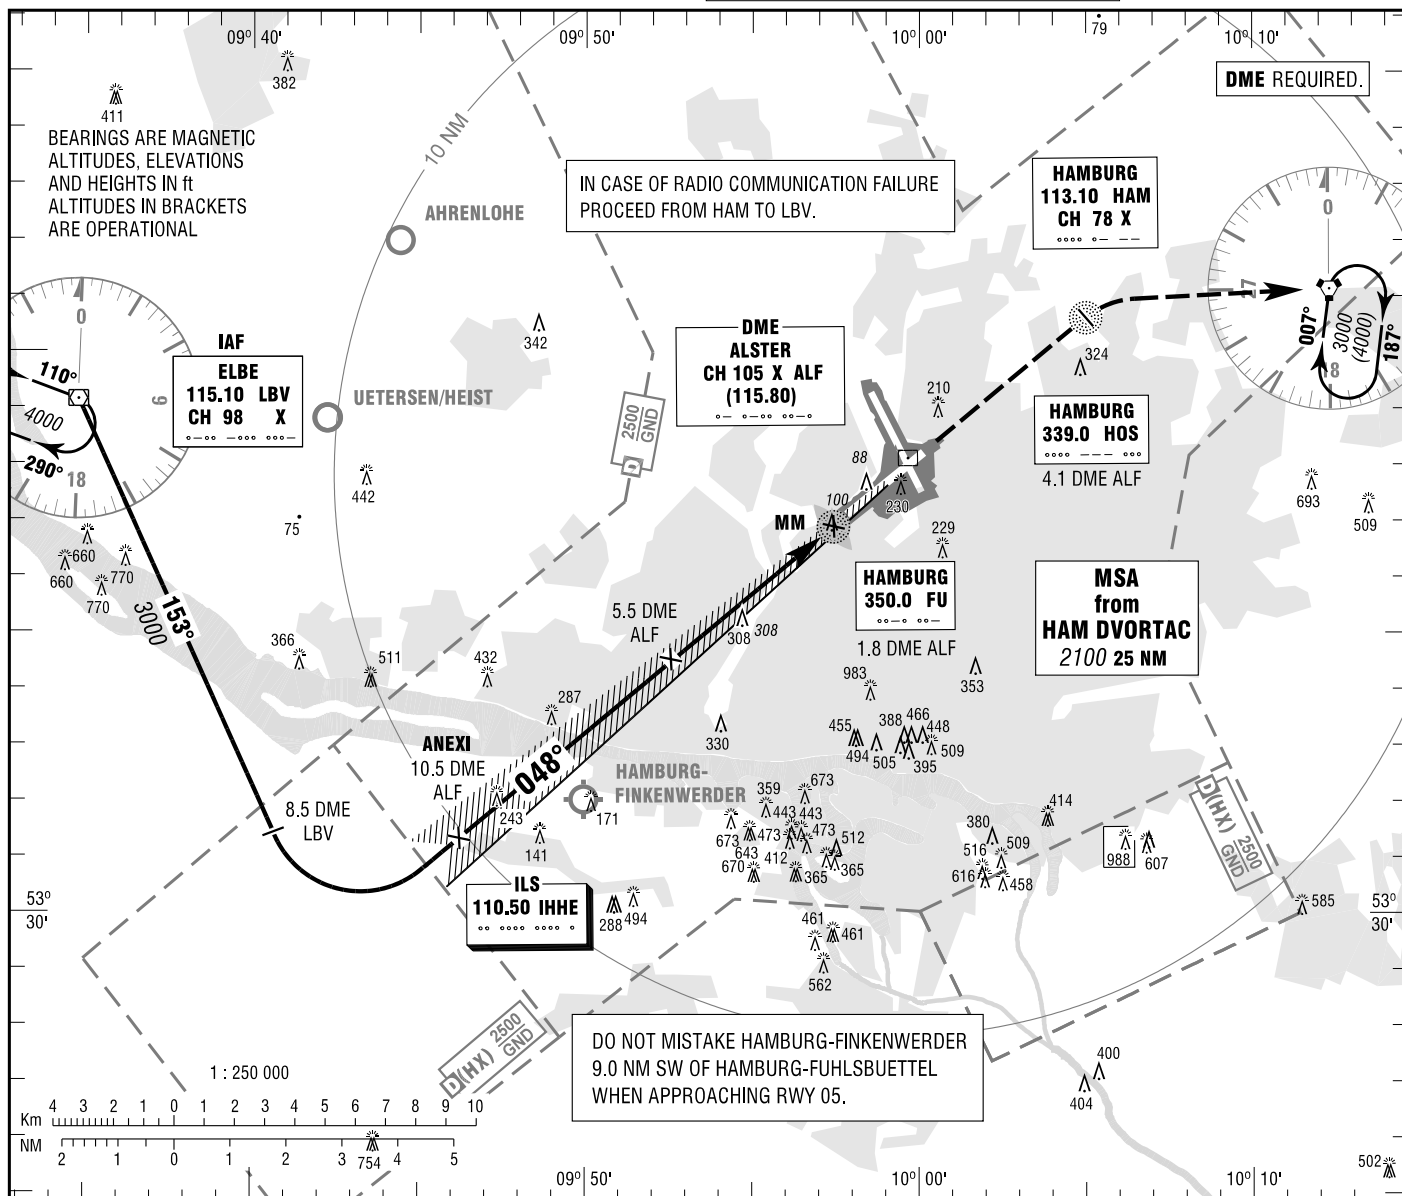 09º 40'
09º 50'
10º 00'
79
10º 10'
382
DME REQUIRED.
411
BEARINGS ARE MAGNETIC
ALTITUDES, ELEVATIONS
AND HEIGHTS IN ft
ALTITUDES IN BRACKETS
ARE OPERATIONAL
10 NM
IN CASE OF RADIO COMMUNICATION FAILURE
PROCEED FROM HAM TO LBV.
HAMBURG
113.10 HAM
CH 78 X
0
AHRENLOHE
27
18
007°
3000
(4000)
187°
0
6
18
IAF
ELBE
115.10 LBV
CH 98 X
110°
4000
290°
342
DME
ALSTER
CH 105 X ALF
(115.80)
324
UETERSEN/HEIST
D 2500
GND
210
HAMBURG
339.0 HOS
4.1 DME ALF
88
442
100
230
693
509
75
MM
229
660
660
770
770
HAMBURG
350.0 FU
1.8 DME ALF
MSA
from
HAM DVORTAC
2100 25 NM
153°
3000
5.5 DME
ALF
308
308
366
511
432
983
353
287
330
455
494
388
466
448
505
395
509
ANEXI
10.5 DME
ALF
048°
HAMBURG-
FINKENWERDER
171
243
141
8.5 DME
LBV
359
673
443
443
673
643
473
473
412
512
670
365
365
380
414
516
509
616
458
988
607
D(HX) 2500
GND
ILS
110.50 IHHE
288
494
461
461
562
585
53º
30'
53º
30'
D(HX) 2500
GND
DO NOT MISTAKE HAMBURG-FINKENWERDER
9.0 NM SW OF HAMBURG-FUHLSBUETTEL
WHEN APPROACHING RWY 05.
400
404
1 : 250 000
4 3 2 1 0 1 2 3 4 5 6 7 8 9 10
Km
NM
2 1 0 1 2 3 4 5
754
09º 50'
10º 00'
10º 10'
502